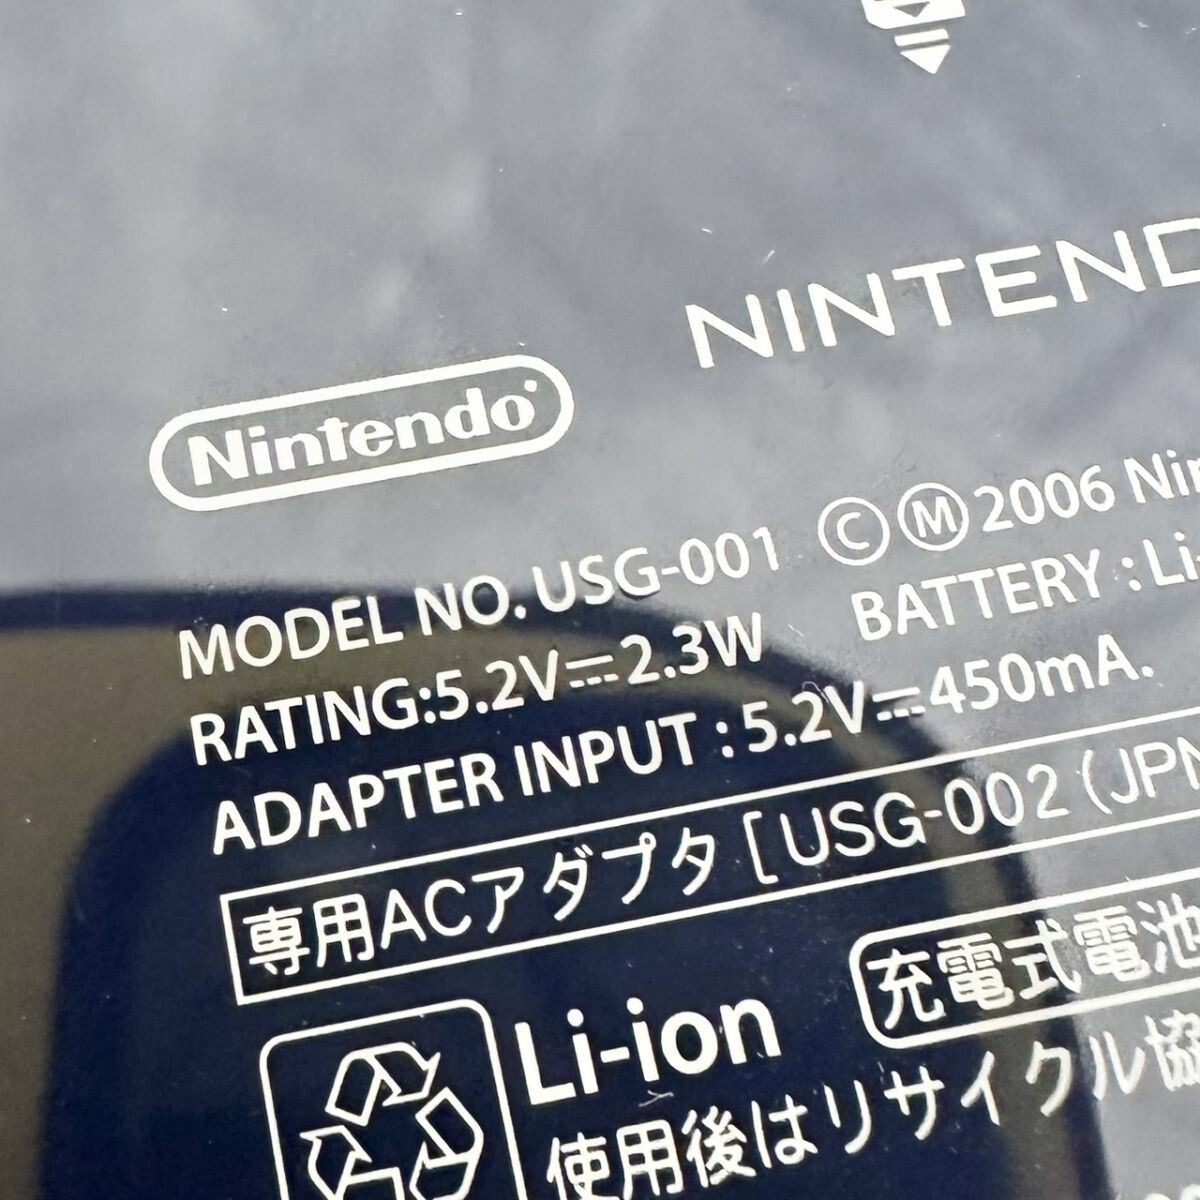 NINTEND
Nintendo
MODEL NO. USG-001 ⒸⓂ2006 Nin
RATING:5.2V⎓2.3W BATTERY : Li-
ADAPTER INPUT : 5.2V⎓450mA.
専用ACアダプタ [USG-002 (JPN
Li-ion 充電式電池
使用後はリサイクル協